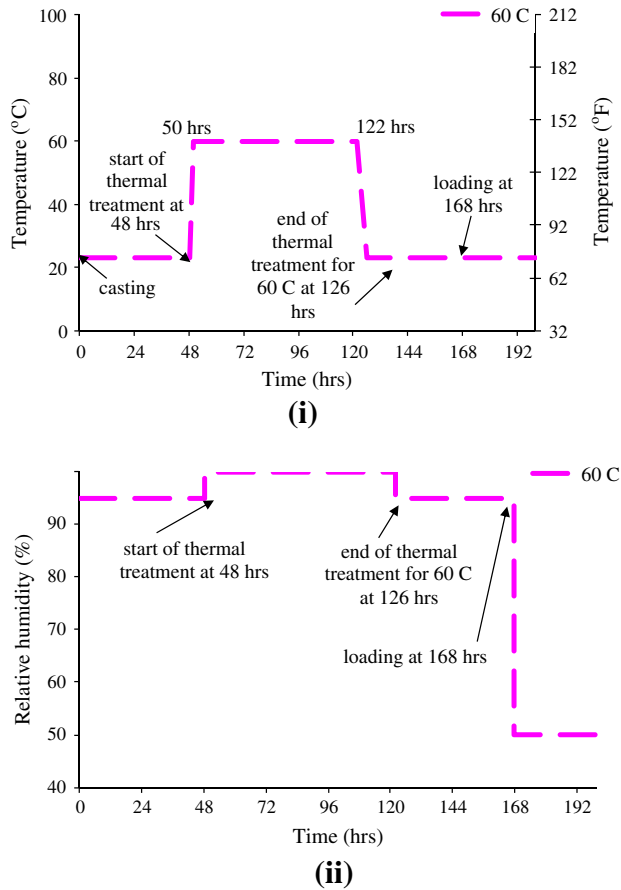 60 C
100
80
60
40
20
0
Temperature (°C)
212
182
152
122
92
62
32
Temperature (°F)
50 hrs
122 hrs
start of
thermal
treatment at
48 hrs
loading at
168 hrs
end of
thermal
treatment for
60 C at 126
hrs
casting
0 24 48 72 96 120 144 168 192
Time (hrs)
(i)
60 C
90
80
70
60
50
40
Relative humidity (%)
start of thermal
treatment at 48 hrs
end of thermal
treatment for 60 C
at 126 hrs
loading at 168 hrs
0 24 48 72 96 120 144 168 192
Time (hrs)
(ii)